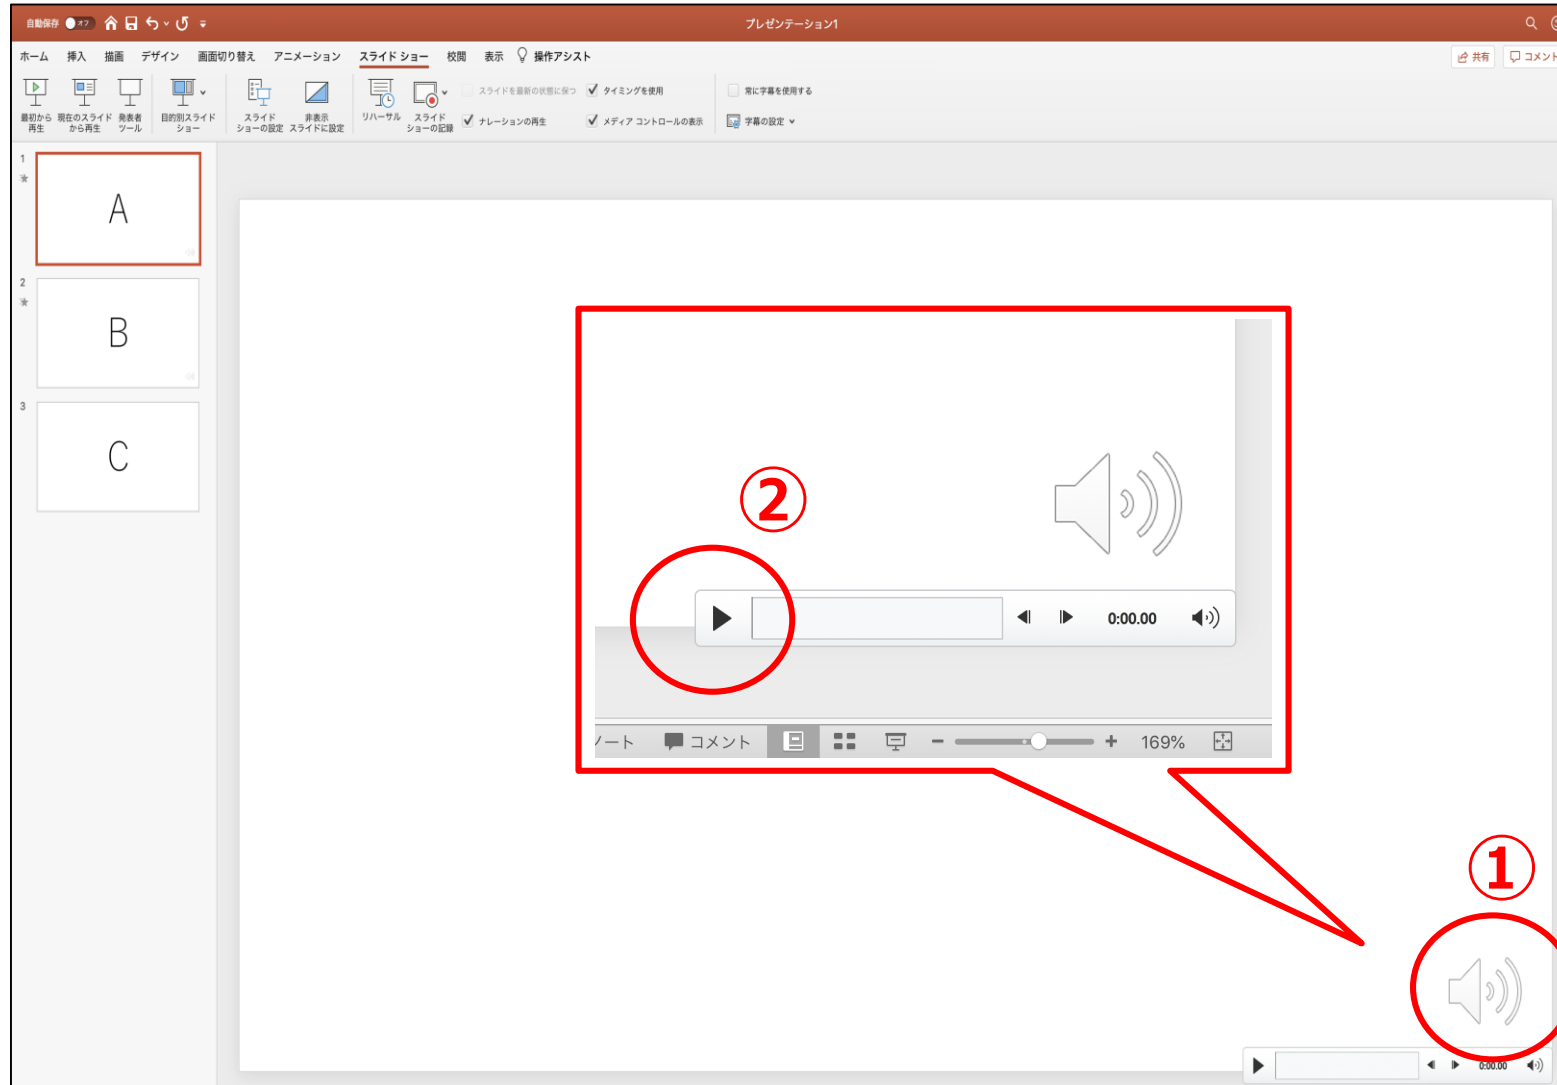 自動保存 オフ プレゼンテーション1
ホーム 挿入 描画 デザイン 画面切り替え アニメーション スライド ショー 校閲 表示 操作アシスト 共有 コメント
最初から
再生
現在のスライド
から再生
発表者
ツール
目的別スライド
ショー
スライド
ショーの設定
非表示
スライドに設定
リハーサル
スライド
ショーの記録
スライドを最新の状態に保つ
タイミングを使用
ナレーションの再生
メディア コントロールの表示
常に字幕を使用する
字幕の設定
1
A
2
B
3
C
②
0:00.00
ノート コメント 169%
①
0:00.00